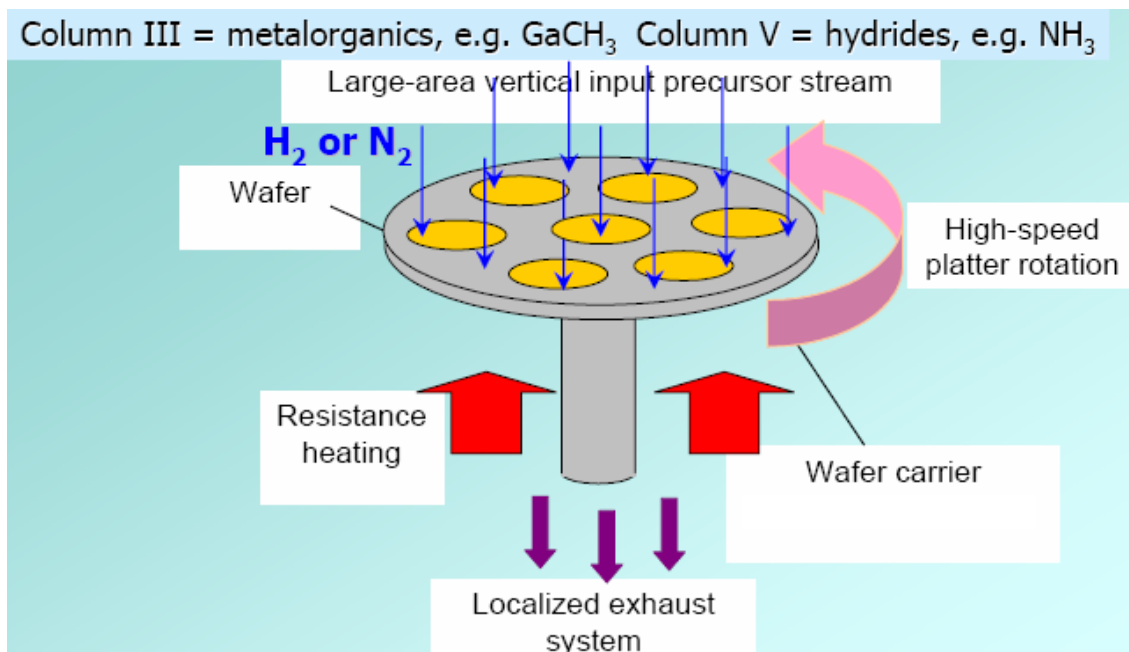 Column III = metalorganics, e.g. GaCH₃ Column V = hydrides, e.g. NH₃
Large-area vertical input precursor stream
H₂ or N₂
Wafer
High-speed
platter rotation
Resistance
heating
Wafer carrier
Localized exhaust
system